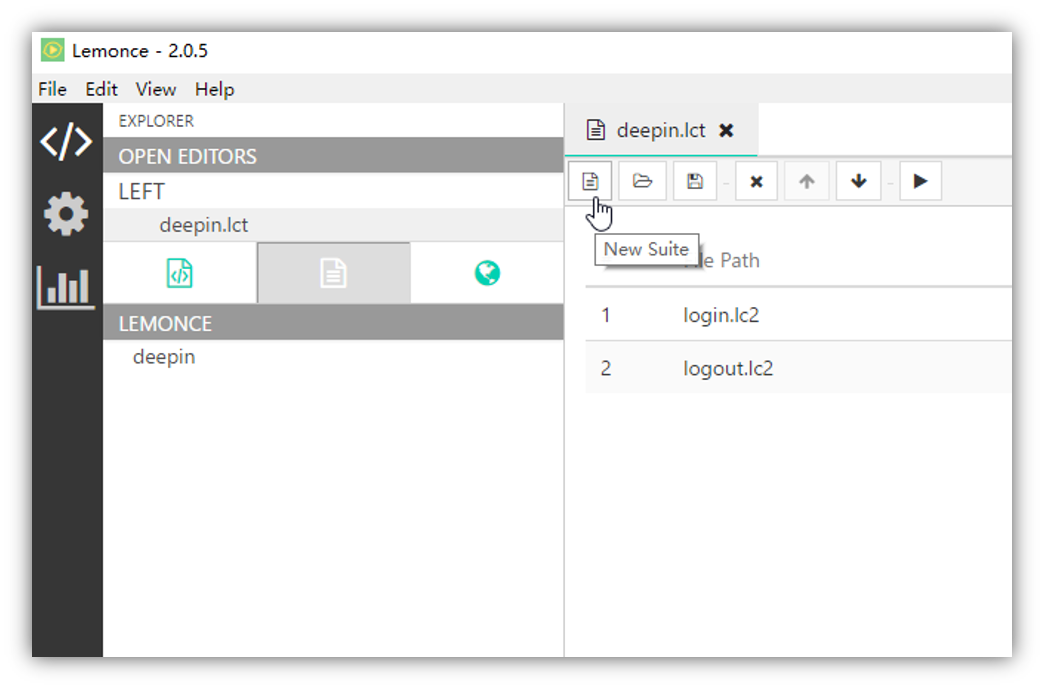 Lemonce - 2.0.5
File Edit View Help
EXPLORER
OPEN EDITORS
LEFT
deepin.lct
LEMONCE
deepin
deepin.lct
New Suite
Path
1 login.lc2
2 logout.lc2